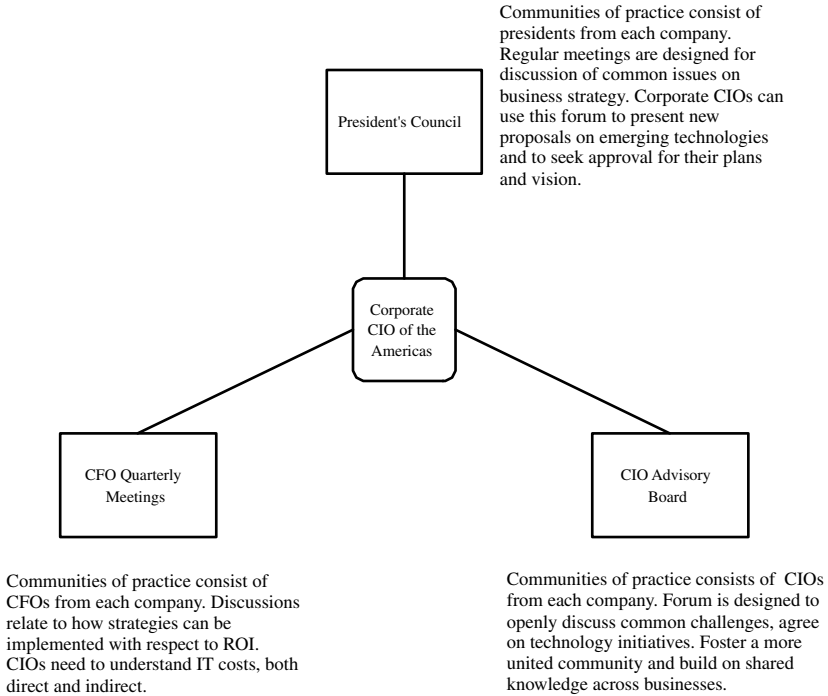 Communities of practice consist of
presidents from each company.
Regular meetings are designed for
discussion of common issues on
business strategy. Corporate CIOs can
use this forum to present new
proposals on emerging technologies
and to seek approval for their plans
and vision.
President's Council
Corporate
CIO of the
Americas
CFO Quarterly
Meetings
CIO Advisory
Board
Communities of practice consist of
CFOs from each company. Discussions
relate to how strategies can be
implemented with respect to ROI.
CIOs need to understand IT costs, both
direct and indirect.
Communities of practice consists of CIOs
from each company. Forum is designed to
openly discuss common challenges, agree
on technology initiatives. Foster a more
united community and build on shared
knowledge across businesses.